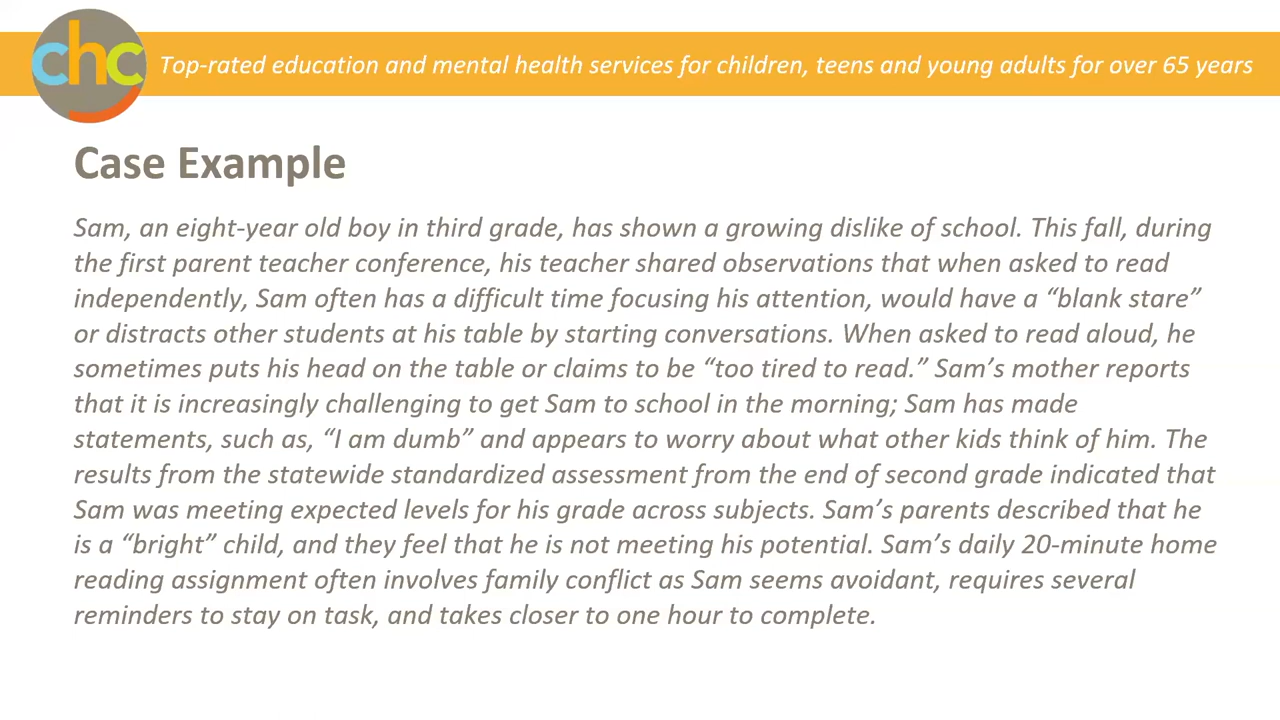 chc
Top-rated education and mental health services for children, teens and young adults for over 65 years
Case Example
Sam, an eight-year old boy in third grade, has shown a growing dislike of school. This fall, during
the first parent teacher conference, his teacher shared observations that when asked to read
independently, Sam often has a difficult time focusing his attention, would have a “blank stare”
or distracts other students at his table by starting conversations. When asked to read aloud, he
sometimes puts his head on the table or claims to be “too tired to read.” Sam’s mother reports
that it is increasingly challenging to get Sam to school in the morning; Sam has made
statements, such as, “I am dumb” and appears to worry about what other kids think of him. The
results from the statewide standardized assessment from the end of second grade indicated that
Sam was meeting expected levels for his grade across subjects. Sam’s parents described that he
is a “bright” child, and they feel that he is not meeting his potential. Sam’s daily 20-minute home
reading assignment often involves family conflict as Sam seems avoidant, requires several
reminders to stay on task, and takes closer to one hour to complete.